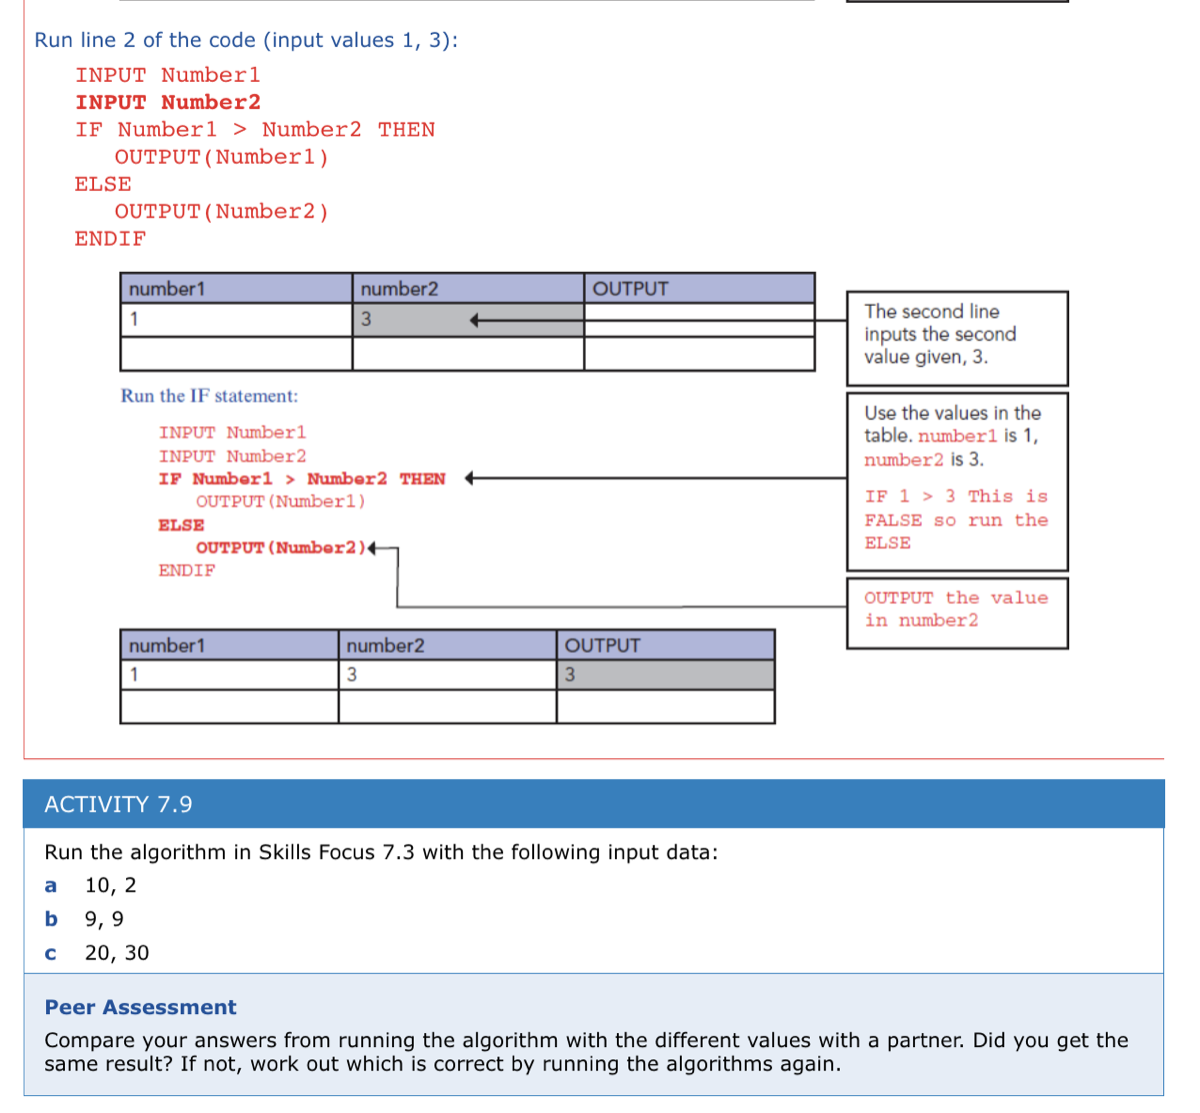 Run line 2 of the code (input values 1, 3):
INPUT Number1
INPUT Number2
IF Number1 > Number2 THEN
OUTPUT(Number1)
ELSE
OUTPUT(Number2)
ENDIF
number1 number2 OUTPUT
1 3
The second line
inputs the second
value given, 3.
Run the IF statement:
INPUT Number1
INPUT Number2
IF Number1 > Number2 THEN
OUTPUT(Number1)
ELSE
OUTPUT(Number2)
ENDIF
Use the values in the
table. number1 is 1,
number2 is 3.
IF 1 > 3 This is
FALSE so run the
ELSE
OUTPUT the value
in number2
number1 number2 OUTPUT
1 3 3
ACTIVITY 7.9
Run the algorithm in Skills Focus 7.3 with the following input data:
a 10, 2
b 9, 9
c 20, 30
Peer Assessment
Compare your answers from running the algorithm with the different values with a partner. Did you get the
same result? If not, work out which is correct by running the algorithms again.